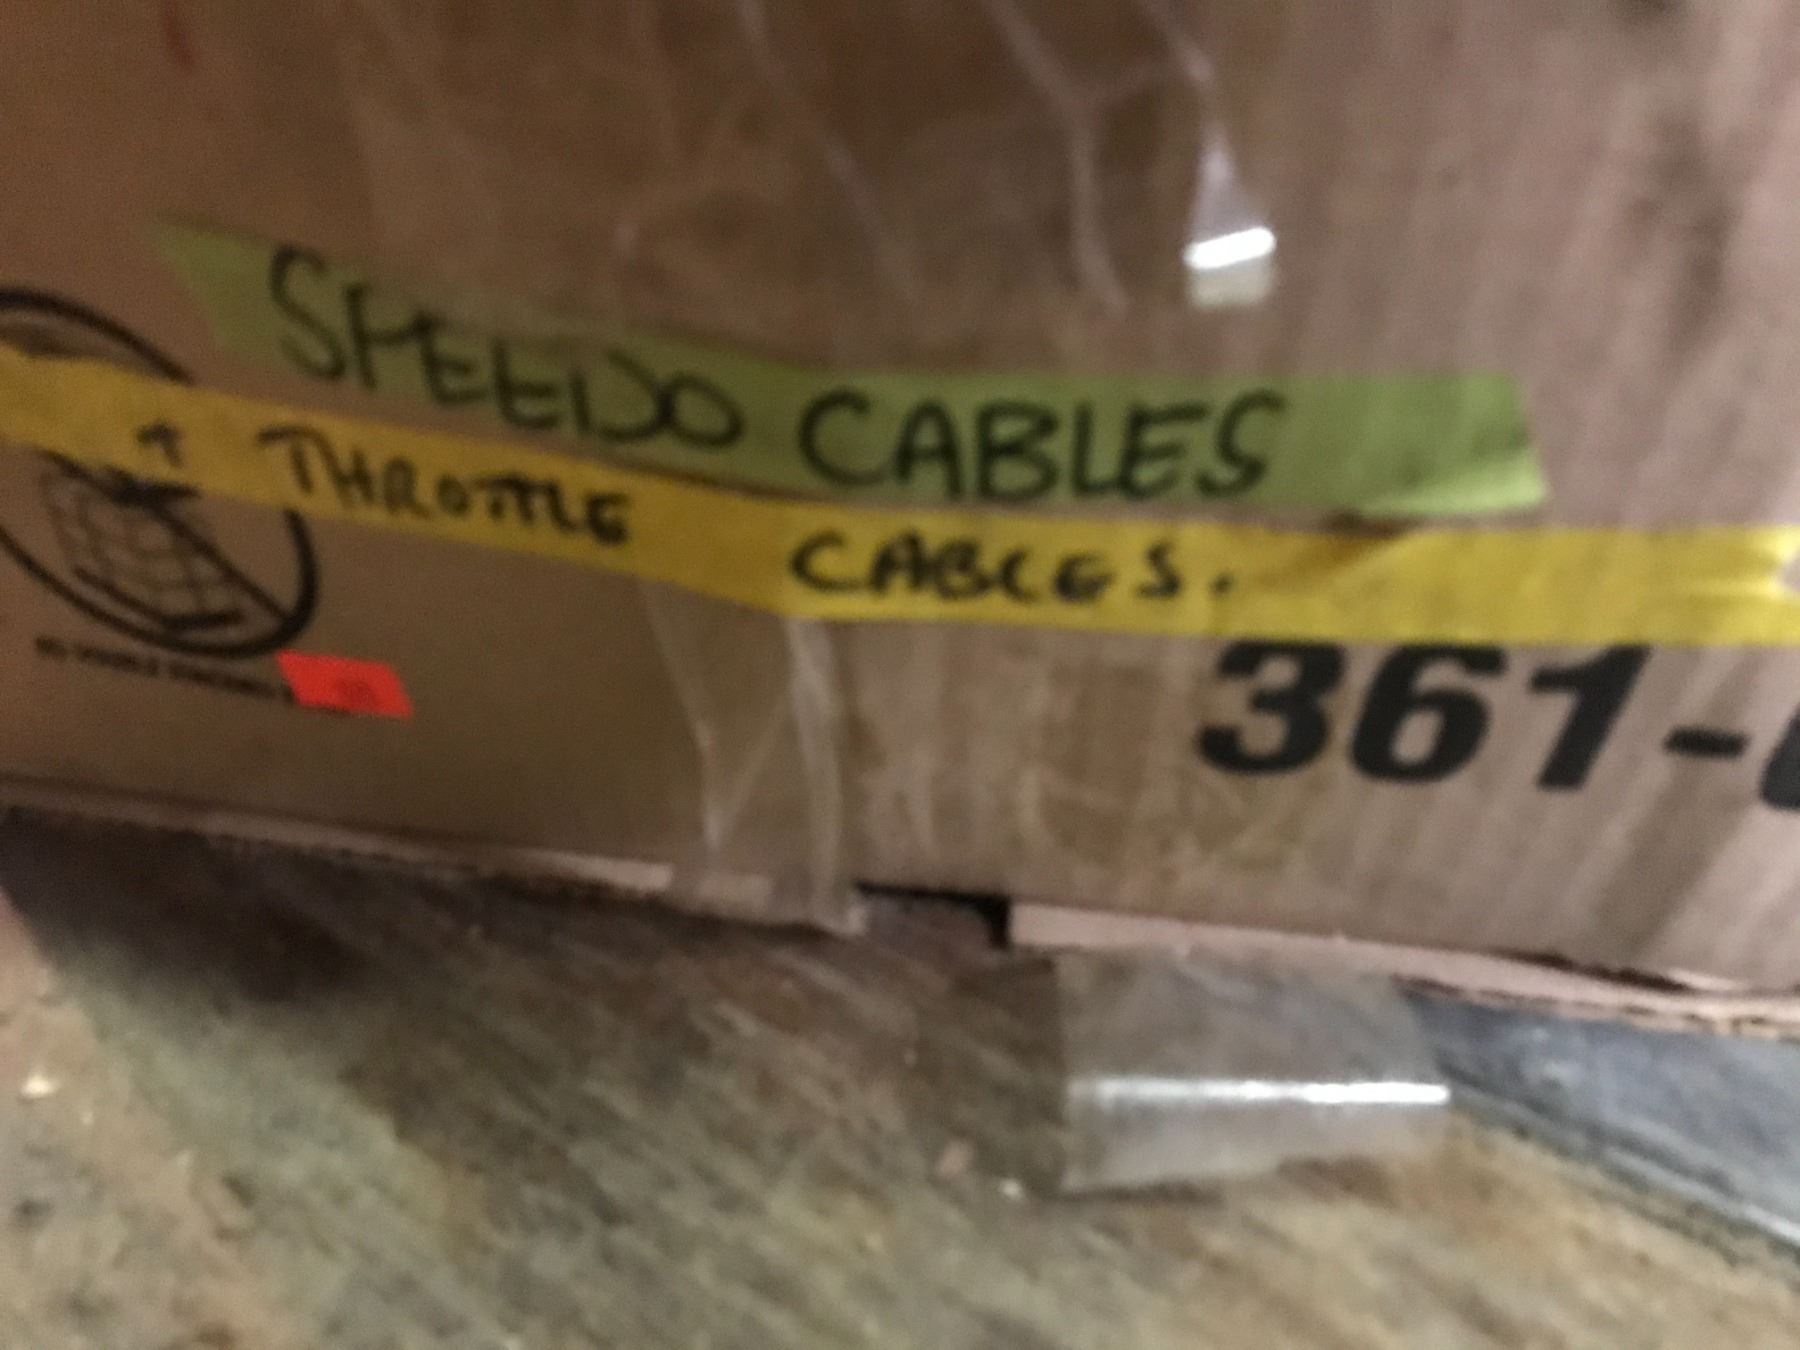 SPEEDO CABLES
+ THROTTLE CABLES.
361-